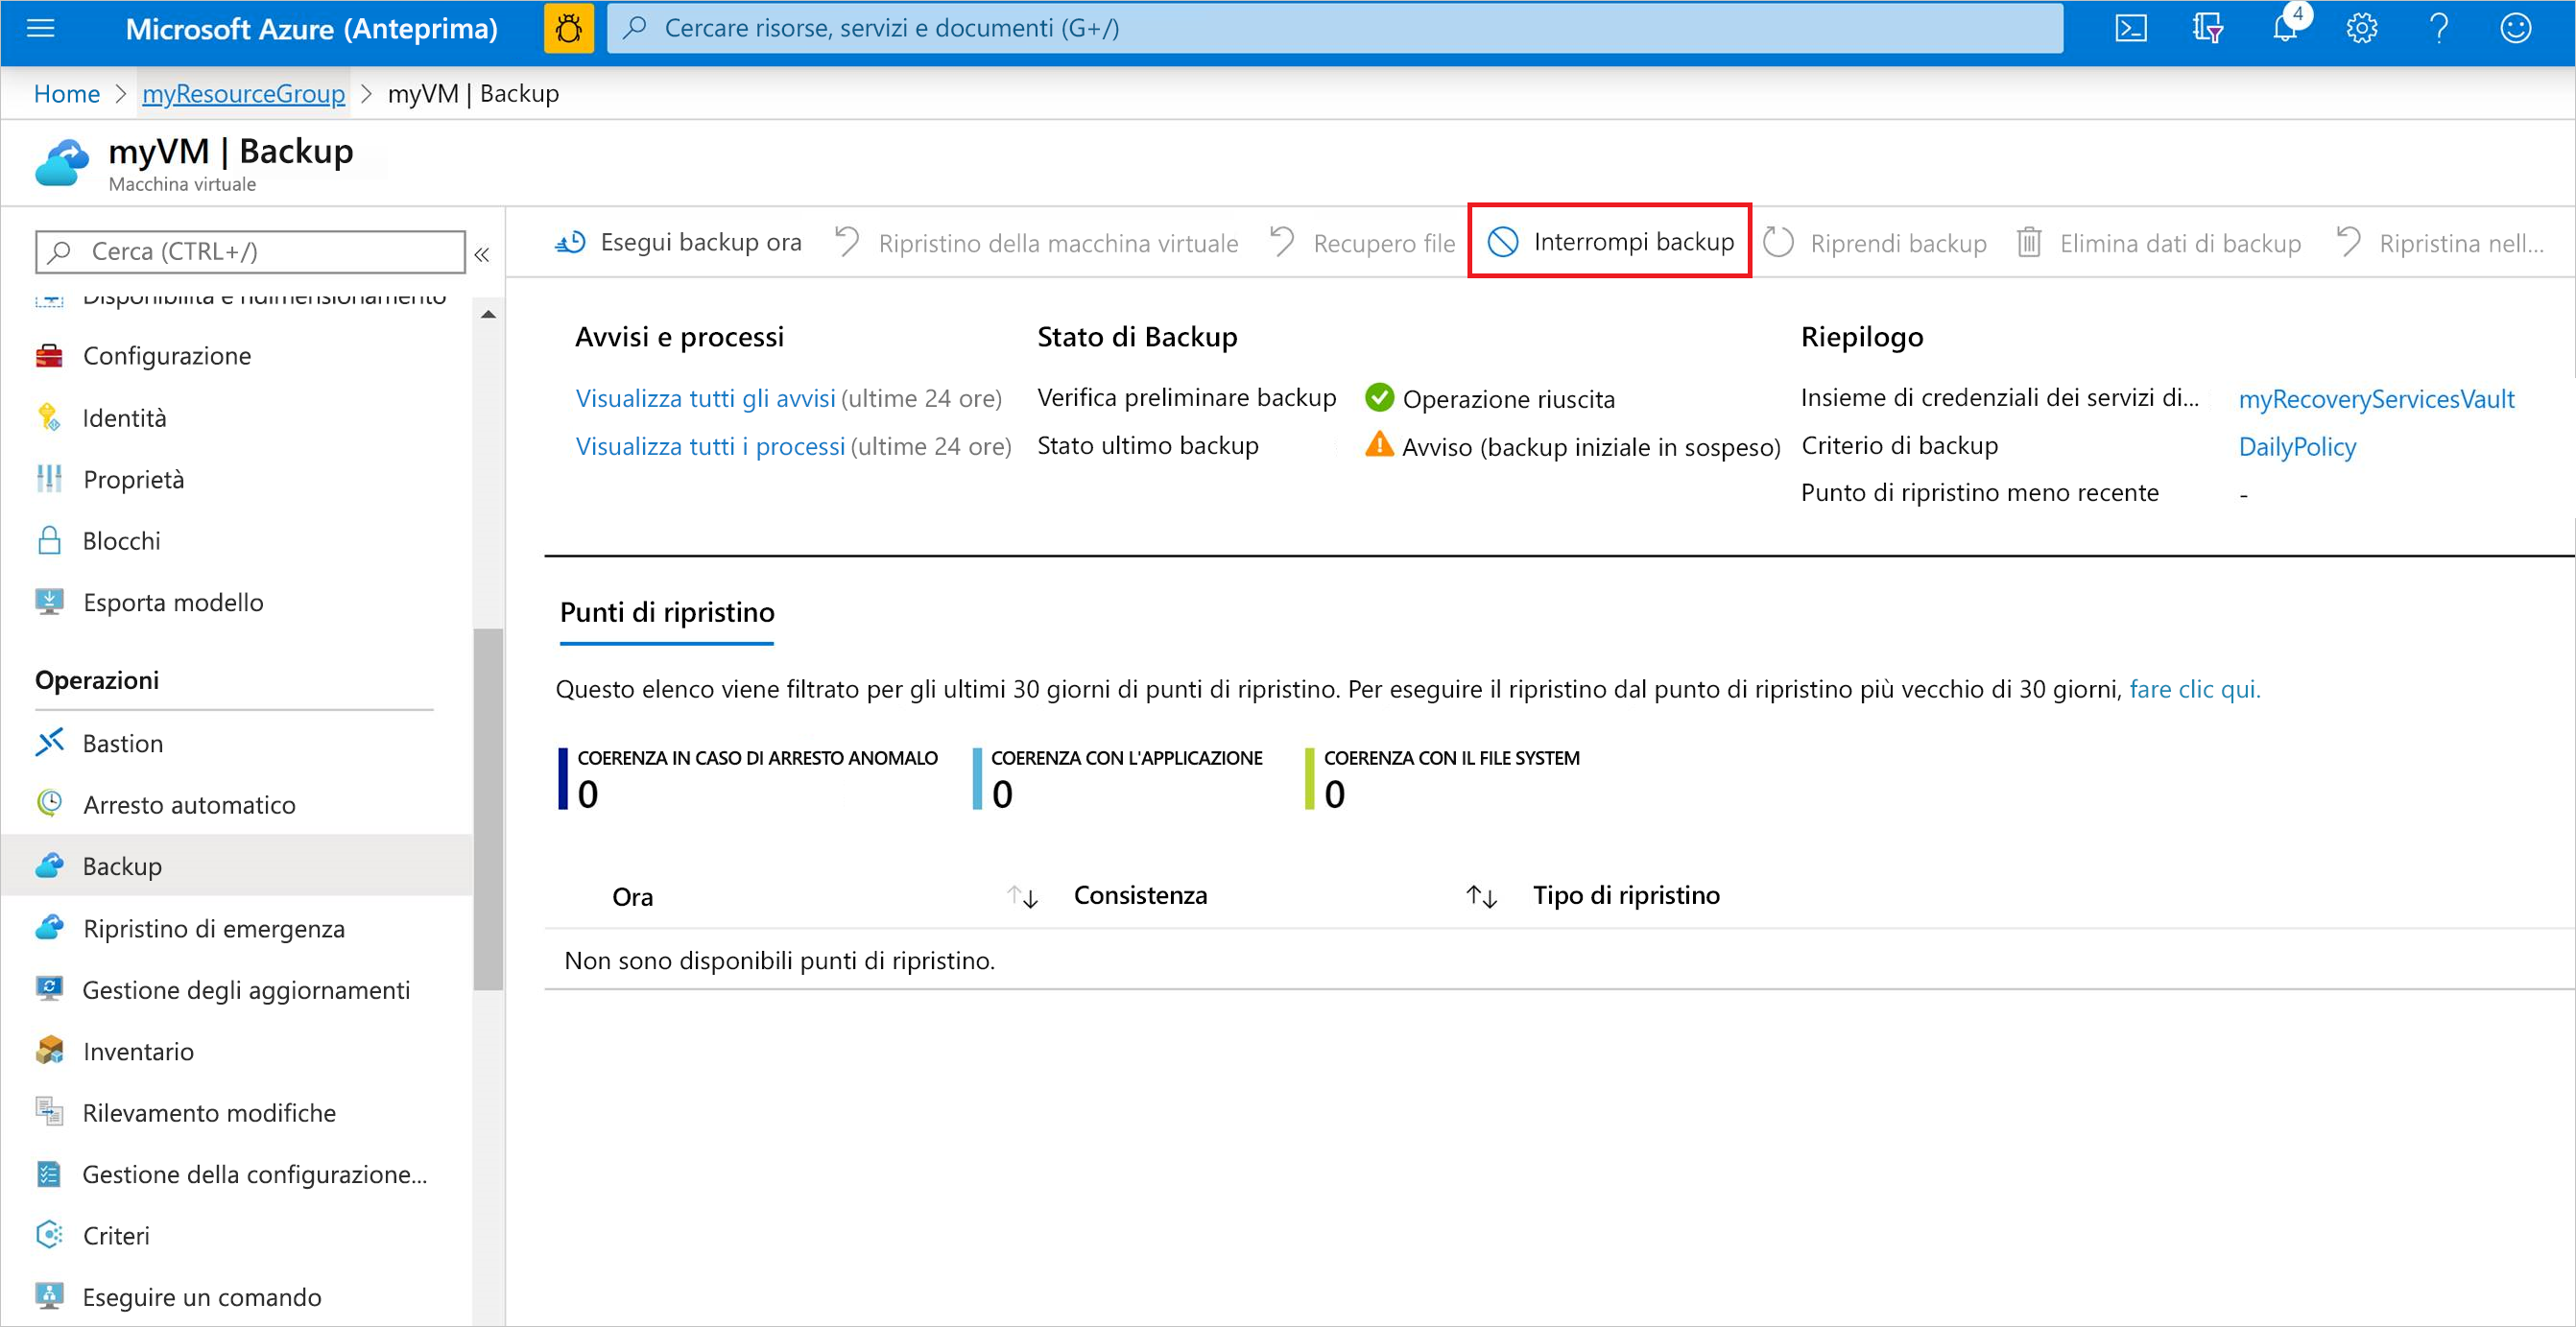 Microsoft Azure (Anteprima)
Cercare risorse, servizi e documenti (G+/)
4
Home > myResourceGroup > myVM | Backup
myVM | Backup
Macchina virtuale
Cerca (CTRL+/)
«
Esegui backup ora
Ripristino della macchina virtuale
Recupero file
Interrompi backup
Riprendi backup
Elimina dati di backup
Ripristina nell...
Disponibilità e ridimensionamento
Configurazione
Identità
Proprietà
Blocchi
Esporta modello
Operazioni
Bastion
Arresto automatico
Backup
Ripristino di emergenza
Gestione degli aggiornamenti
Inventario
Rilevamento modifiche
Gestione della configurazione...
Criteri
Eseguire un comando
Avvisi e processi
Visualizza tutti gli avvisi (ultime 24 ore)
Visualizza tutti i processi (ultime 24 ore)
Stato di Backup
Verifica preliminare backup
Operazione riuscita
Stato ultimo backup
Avviso (backup iniziale in sospeso)
Riepilogo
Insieme di credenziali dei servizi di...
myRecoveryServicesVault
Criterio di backup
DailyPolicy
Punto di ripristino meno recente
-
Punti di ripristino
Questo elenco viene filtrato per gli ultimi 30 giorni di punti di ripristino. Per eseguire il ripristino dal punto di ripristino più vecchio di 30 giorni, fare clic qui.
COERENZA IN CASO DI ARRESTO ANOMALO
0
COERENZA CON L'APPLICAZIONE
0
COERENZA CON IL FILE SYSTEM
0
Ora
Consistenza
Tipo di ripristino
Non sono disponibili punti di ripristino.